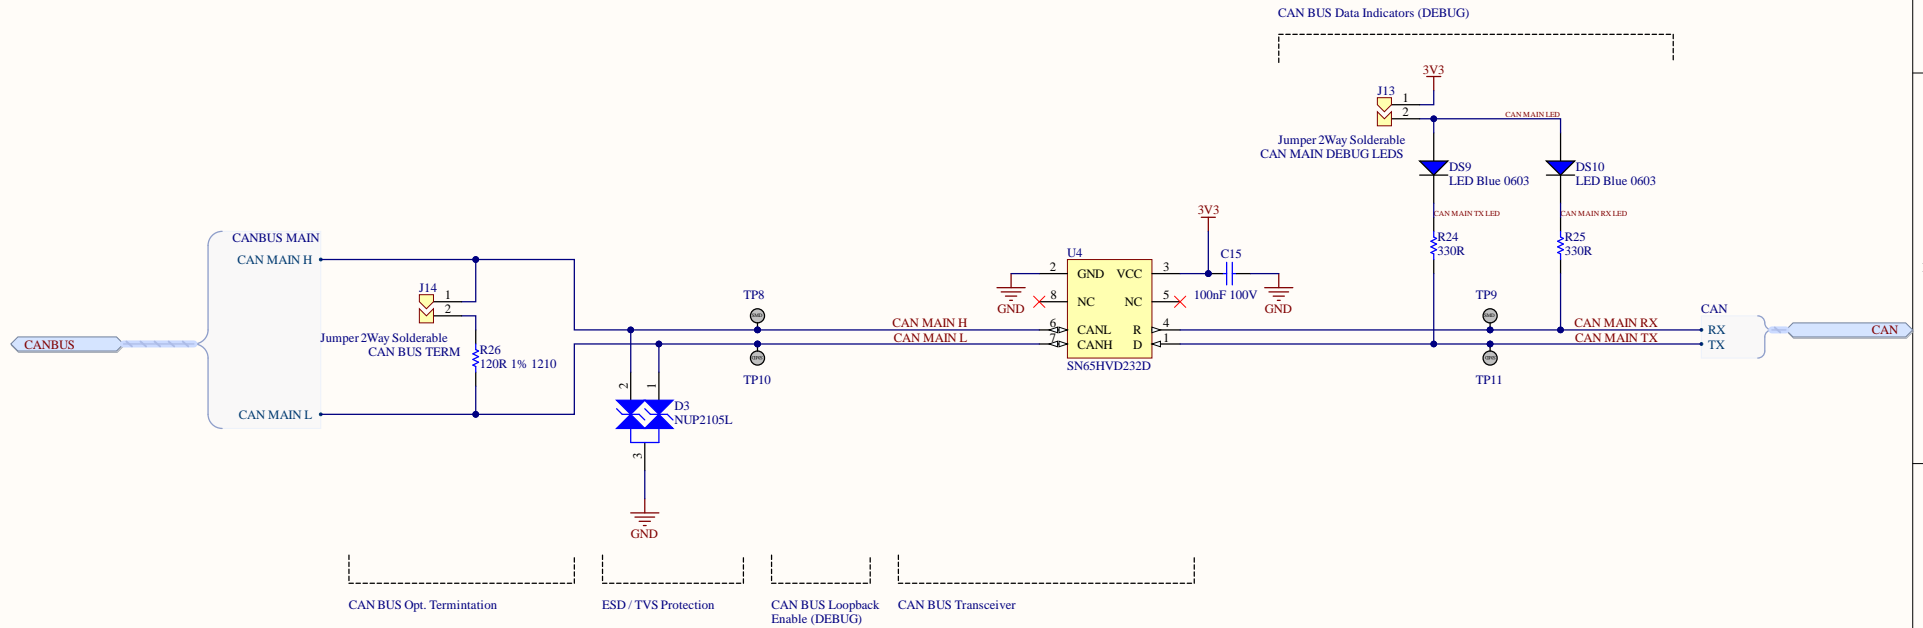 CAN BUS Data Indicators (DEBUG)
3V3
J13
1
2
CAN MAIN LED
Jumper 2Way Solderable
CAN MAIN DEBUG LEDS
DS9
LED Blue 0603
DS10
LED Blue 0603
CAN MAIN TX LED
CAN MAIN RX LED
R24
330R
R25
330R
CANBUS MAIN
CAN MAIN H
CAN MAIN L
CANBUS
J14
1
2
Jumper 2Way Solderable
CAN BUS TERM
R26
120R 1% 1210
TP8
TP10
2
1
D3
NUP2105L
3
GND
CAN MAIN H
CAN MAIN L
U4
2
GND
VCC
3
8
NC
NC
5
6
CANL
R
4
7
CANH
D
1
SN65HVD232D
GND
3V3
C15
100nF 100V
GND
TP9
TP11
CAN MAIN RX
CAN MAIN TX
CAN
RX
TX
CAN
CAN BUS Opt. Termintation
ESD / TVS Protection
CAN BUS Loopback
Enable (DEBUG)
CAN BUS Transceiver